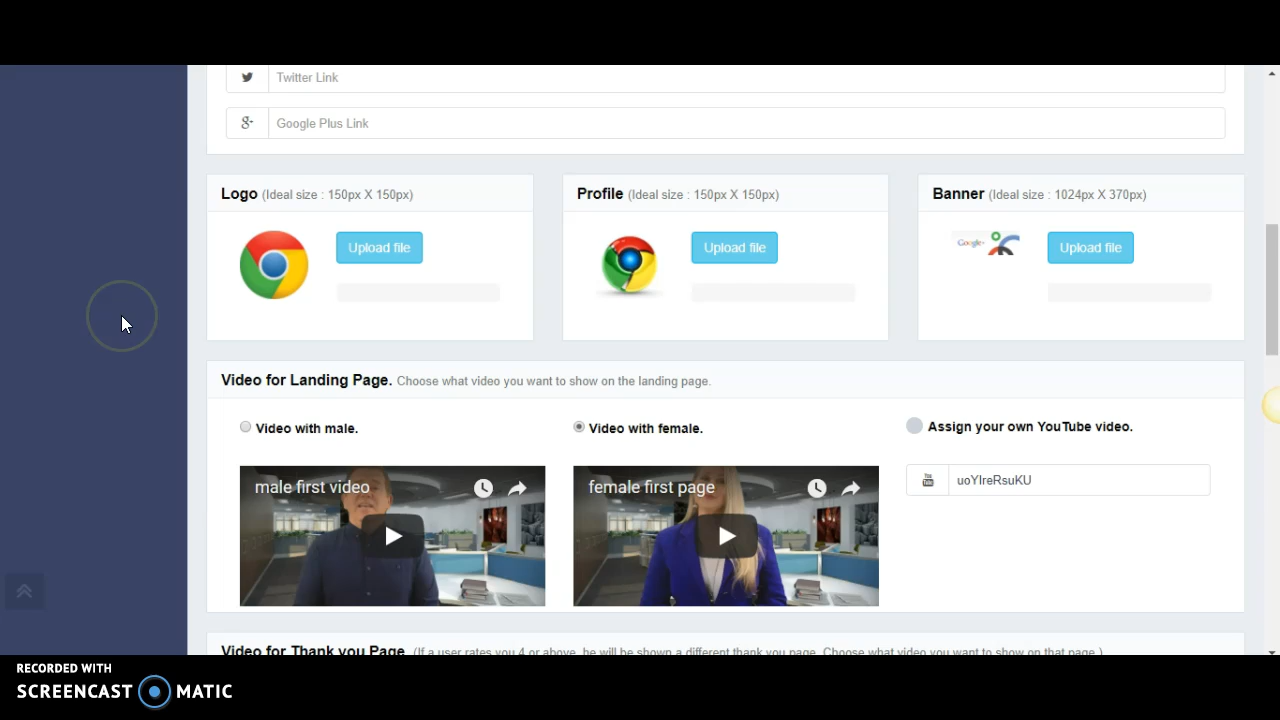 Twitter Link
Google Plus Link
Logo (Ideal size : 150px X 150px)
Profile (Ideal size : 150px X 150px)
Banner (Ideal size : 1024px X 370px)
Upload file
Upload file
Google+
Upload file
Video for Landing Page. Choose what video you want to show on the landing page.
Video with male.
Video with female.
Assign your own YouTube video.
male first video
female first page
You Tube
uoYIreRsuKU
Video for Thank you Page (If a user rates you 4 or above, he will be shown a different thank you page. Choose what video you want to show on that page.)
RECORDED WITH
SCREENCAST MATIC